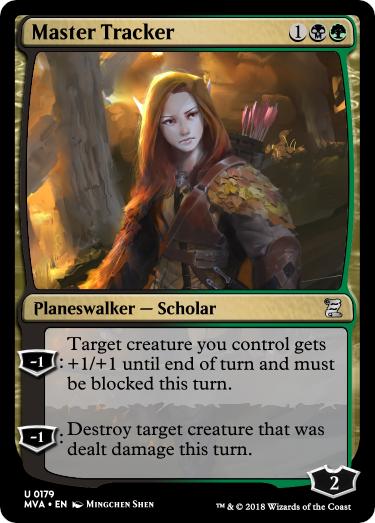 Master Tracker 1
Planeswalker — Scholar
-1: Target creature you control gets
+1/+1 until end of turn and must
be blocked this turn.
-1: Destroy target creature that was
dealt damage this turn.
2
U 0179
MVA • EN Mingchen Shen
™ & © 2018 Wizards of the Coast